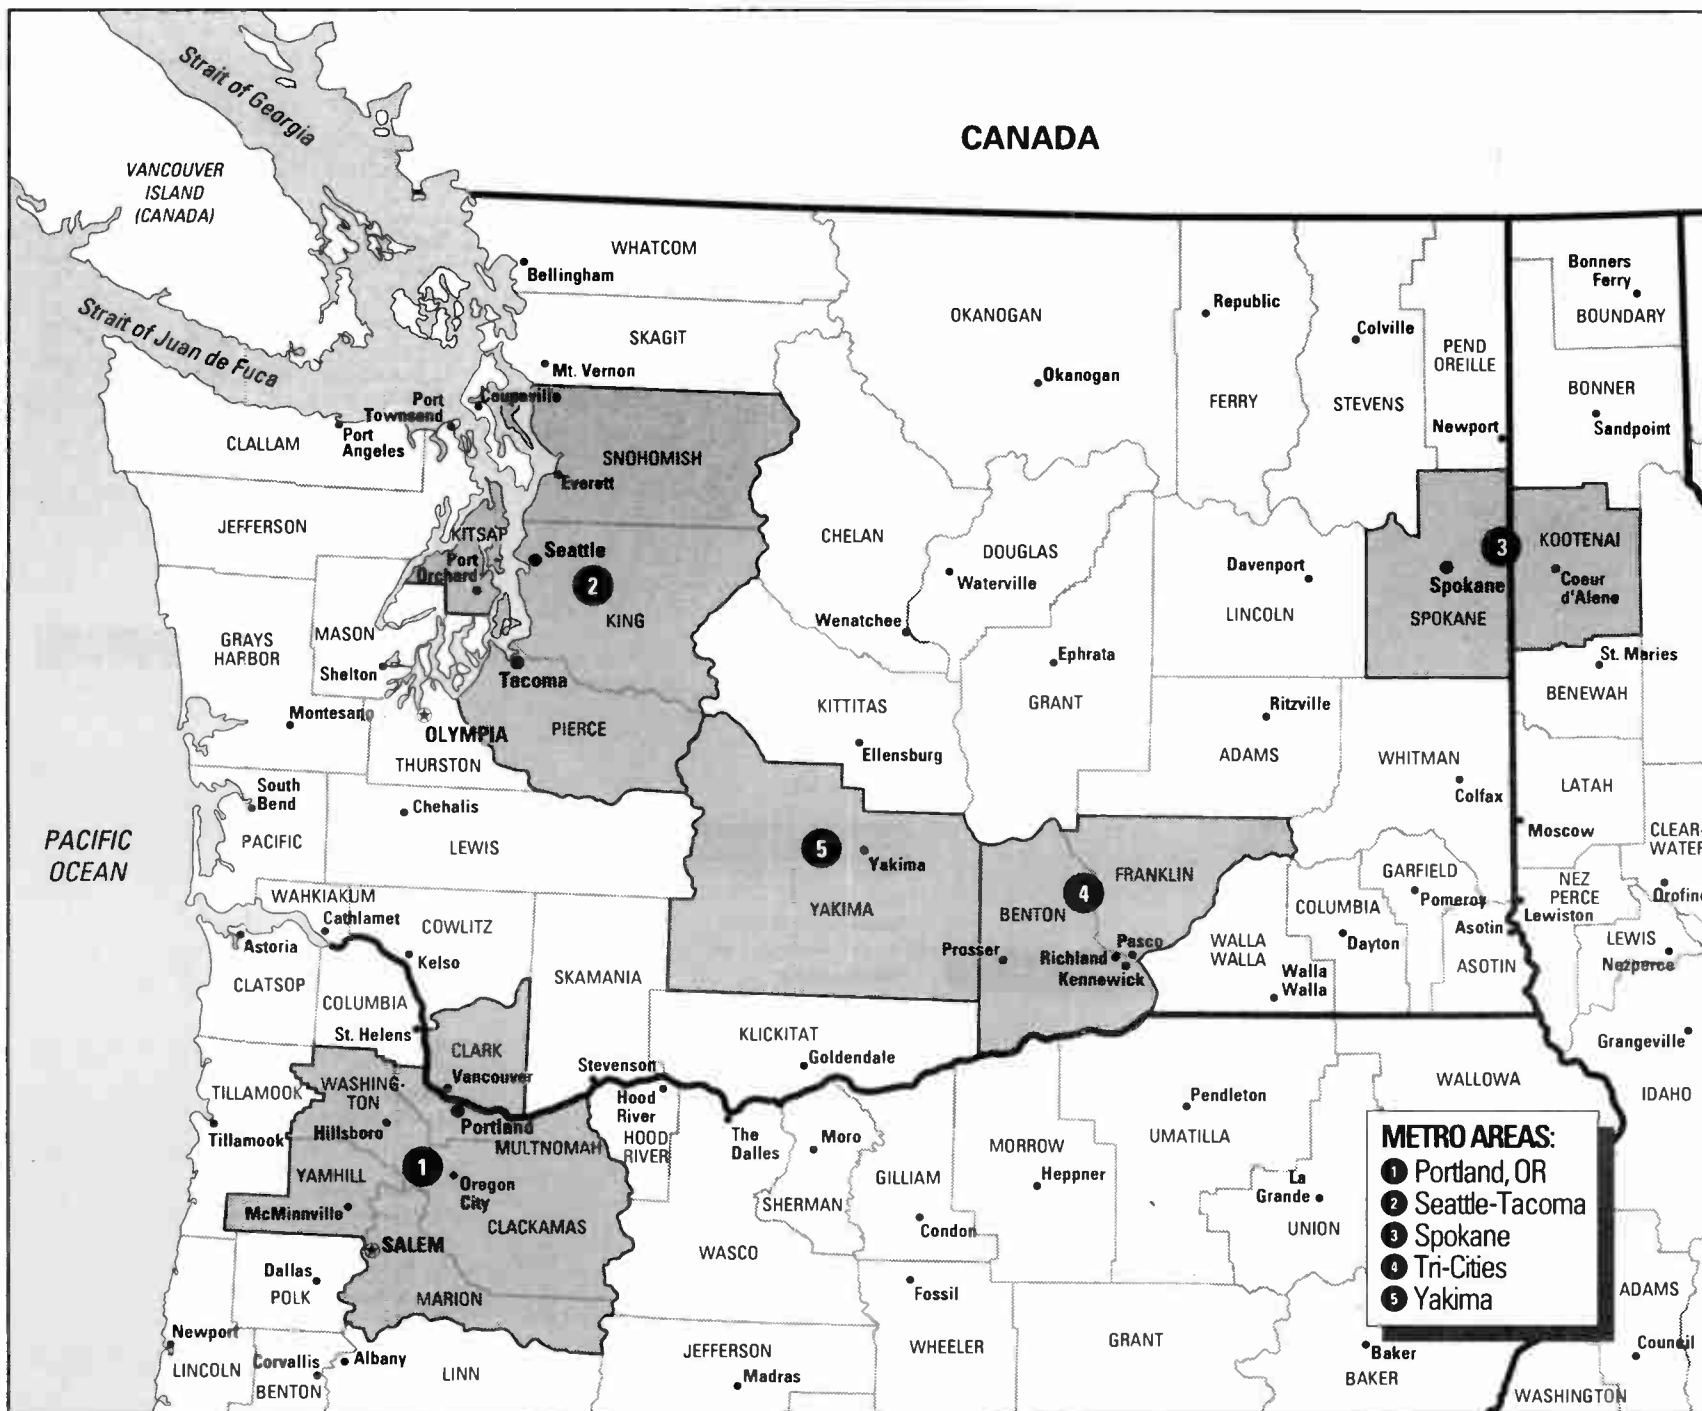 Strait of Georgia
CANADA
VANCOUVER
ISLAND
(CANADA)
WHATCOM
Bellingham
Strait of Juan de Fuca
SKAGIT
Mt. Vernon
OKANOGAN
Okanogan
Republic
FERRY
Colville
STEVENS
PEND
OREILLE
Newport
Bonners
Ferry
BOUNDARY
BONNER
Sandpoint
Port
Townsend
Coupeville
Port
Angeles
CLALLAM
SNOHOMISH
Everett
JEFFERSON
KITSAP
Port
Orchard
Seattle
2
KING
CHELAN
DOUGLAS
Waterville
Wenatchee
Davenport
LINCOLN
Spokane
SPOKANE
3
KOOTENAI
Coeur
d'Alene
GRAYS
HARBOR
MASON
Shelton
Tacoma
Ephrata
GRANT
St. Maries
BENEWAH
Montesano
OLYMPIA
THURSTON
PIERCE
KITTITAS
Ellensburg
Ritzville
ADAMS
WHITMAN
Colfax
LATAH
Moscow
South
Bend
PACIFIC
Chehalis
LEWIS
PACIFIC
OCEAN
5
Yakima
YAKIMA
4
FRANKLIN
BENTON
Prosser
Richland
Pasco
Kennewick
GARFIELD
Pomeroy
COLUMBIA
Dayton
WALLA
WALLA
Walla
Walla
Asotin
ASOTIN
NEZ
PERCE
Lewiston
CLEAR-
WATER
Orofino
LEWIS
Nezperce
Grangeville
IDAHO
WAHKIAKUM
Cathlamet
Astoria
CLATSOP
COWLITZ
Kelso
COLUMBIA
St. Helens
SKAMANIA
CLARK
Vancouver
Stevenson
KLICKITAT
Goldendale
TILLAMOOK
Tillamook
WASHING-
TON
Hillsboro
Portland
MULTNOMAH
Hood
River
HOOD
RIVER
The
Dalles
Moro
SHERMAN
GILLIAM
Condon
MORROW
Heppner
Pendleton
UMATILLA
WALLOWA
La
Grande
UNION
YAMHILL
McMinnville
1
Oregon
City
CLACKAMAS
SALEM
WASCO
Dallas
POLK
MARION
Fossil
WHEELER
GRANT
Newport
LINCOLN
Corvallis
BENTON
Albany
LINN
JEFFERSON
Madras
Baker
BAKER
ADAMS
Council
WASHINGTON
METRO AREAS:
1 Portland, OR
2 Seattle-Tacoma
3 Spokane
4 Tri-Cities
5 Yakima